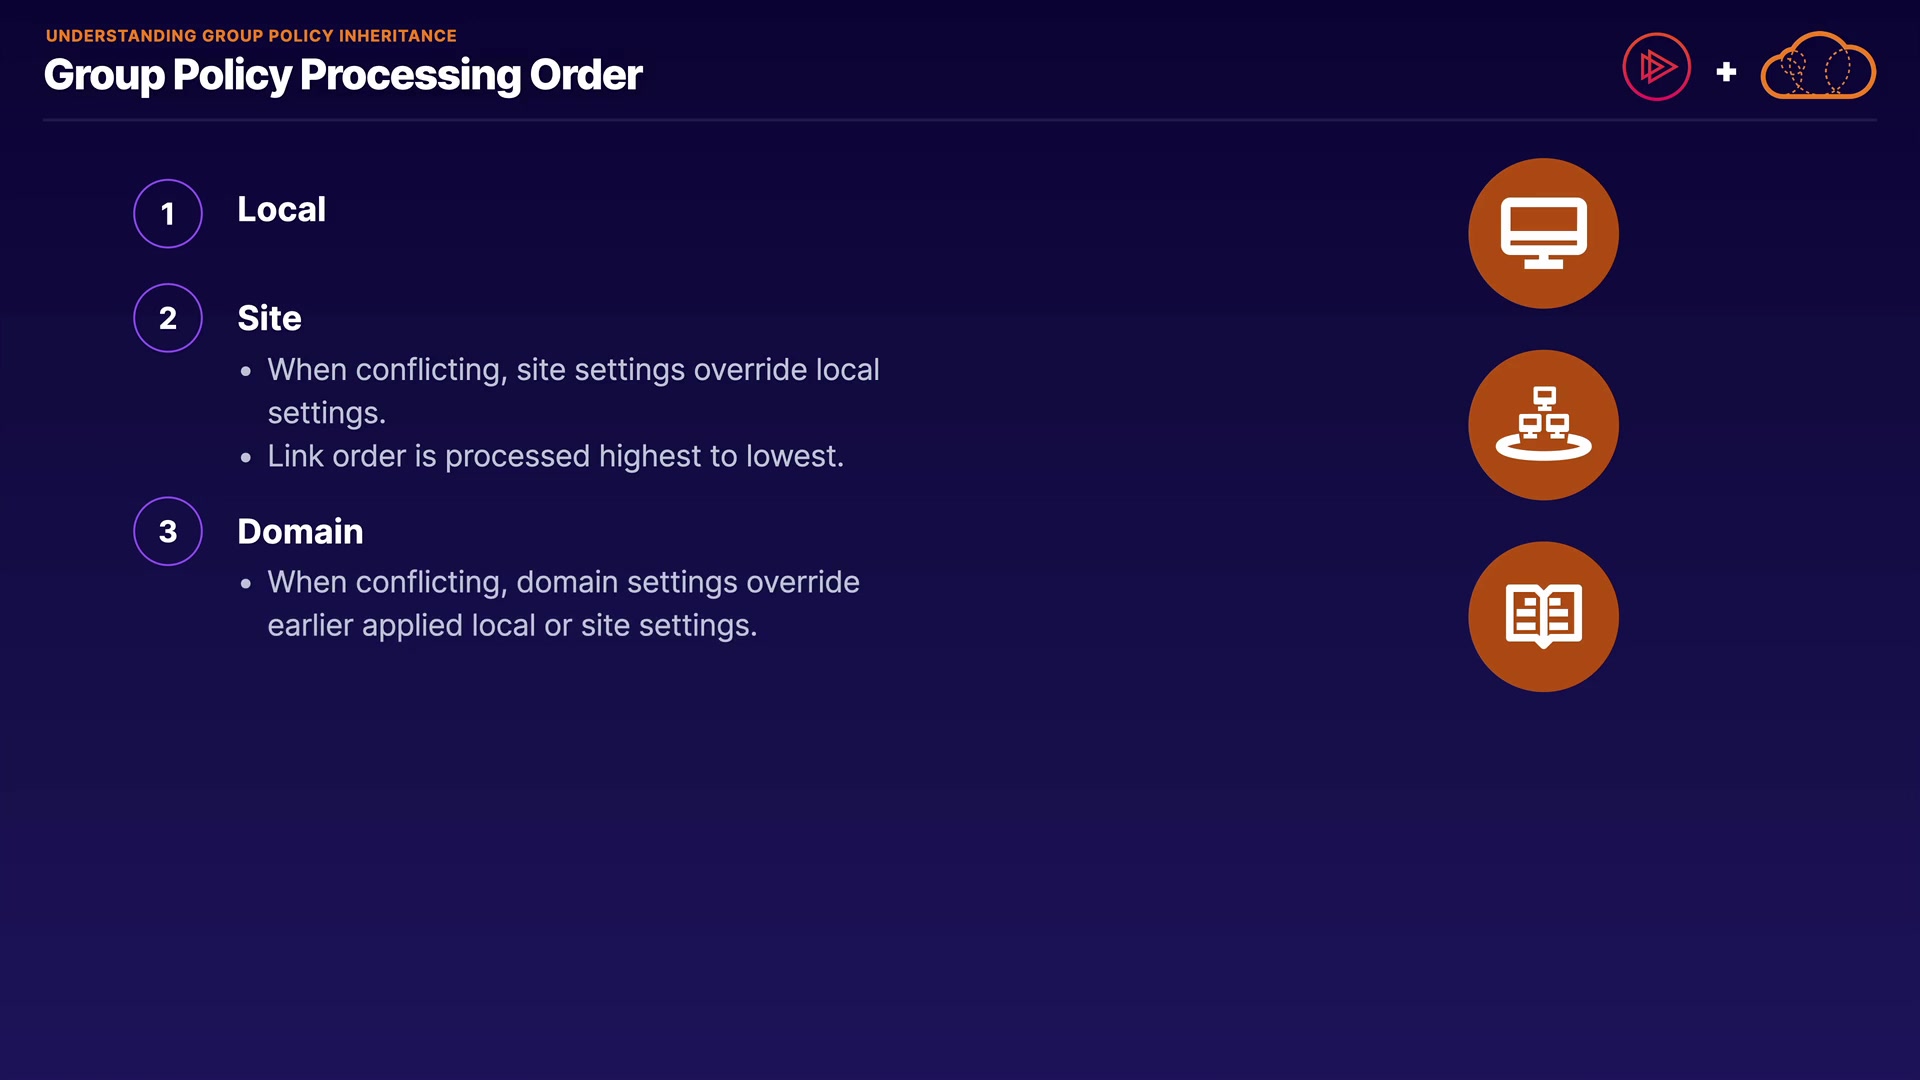 UNDERSTANDING GROUP POLICY INHERITANCE
Group Policy Processing Order
+
1
Local
2
Site
• When conflicting, site settings override local
settings.
• Link order is processed highest to lowest.
3
Domain
• When conflicting, domain settings override
earlier applied local or site settings.